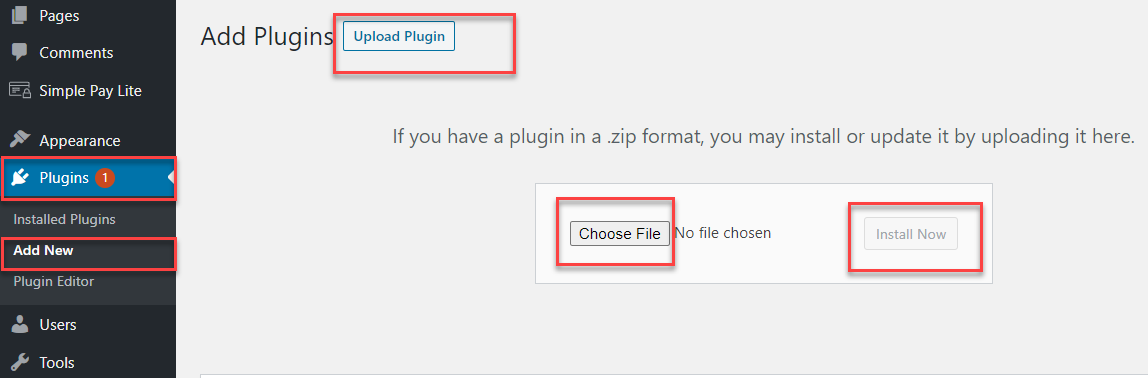 Pages
Comments
Simple Pay Lite
Appearance
Plugins 1
Installed Plugins
Add New
Plugin Editor
Users
Tools
Add Plugins Upload Plugin
If you have a plugin in a .zip format, you may install or update it by uploading it here.
Choose File No file chosen Install Now